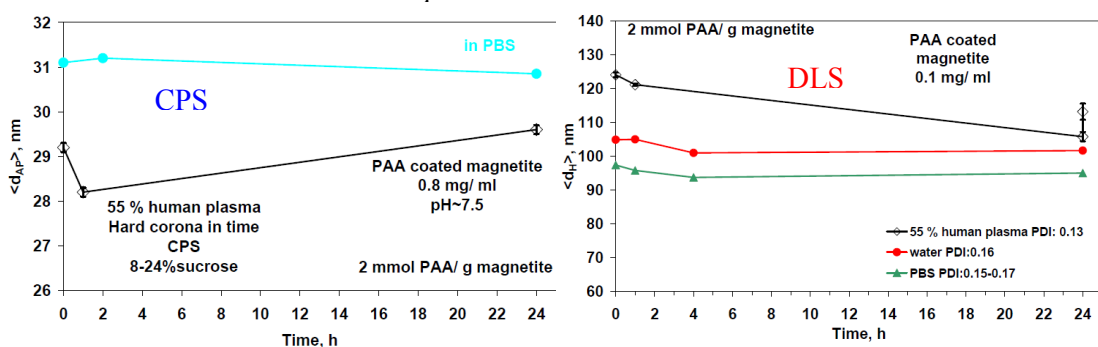 32
31
30
29
28
27
26
<d_AP>, nm
in PBS
CPS
55 % human plasma
Hard corona in time
CPS
8-24%sucrose
PAA coated magnetite
0.8 mg/ ml
pH~7.5
2 mmol PAA/ g magnetite
0 2 4 6 8 10 12 14 16 18 20 22 24
Time, h
140
130
120
110
100
90
80
70
60
<d_H>, nm
2 mmol PAA/ g magnetite
DLS
PAA coated
magnetite
0.1 mg/ ml
55 % human plasma PDI: 0.13
water PDI:0.16
PBS PDI:0.15-0.17
0 2 4 6 8 10 12 14 16 18 20 22 24
Time, h